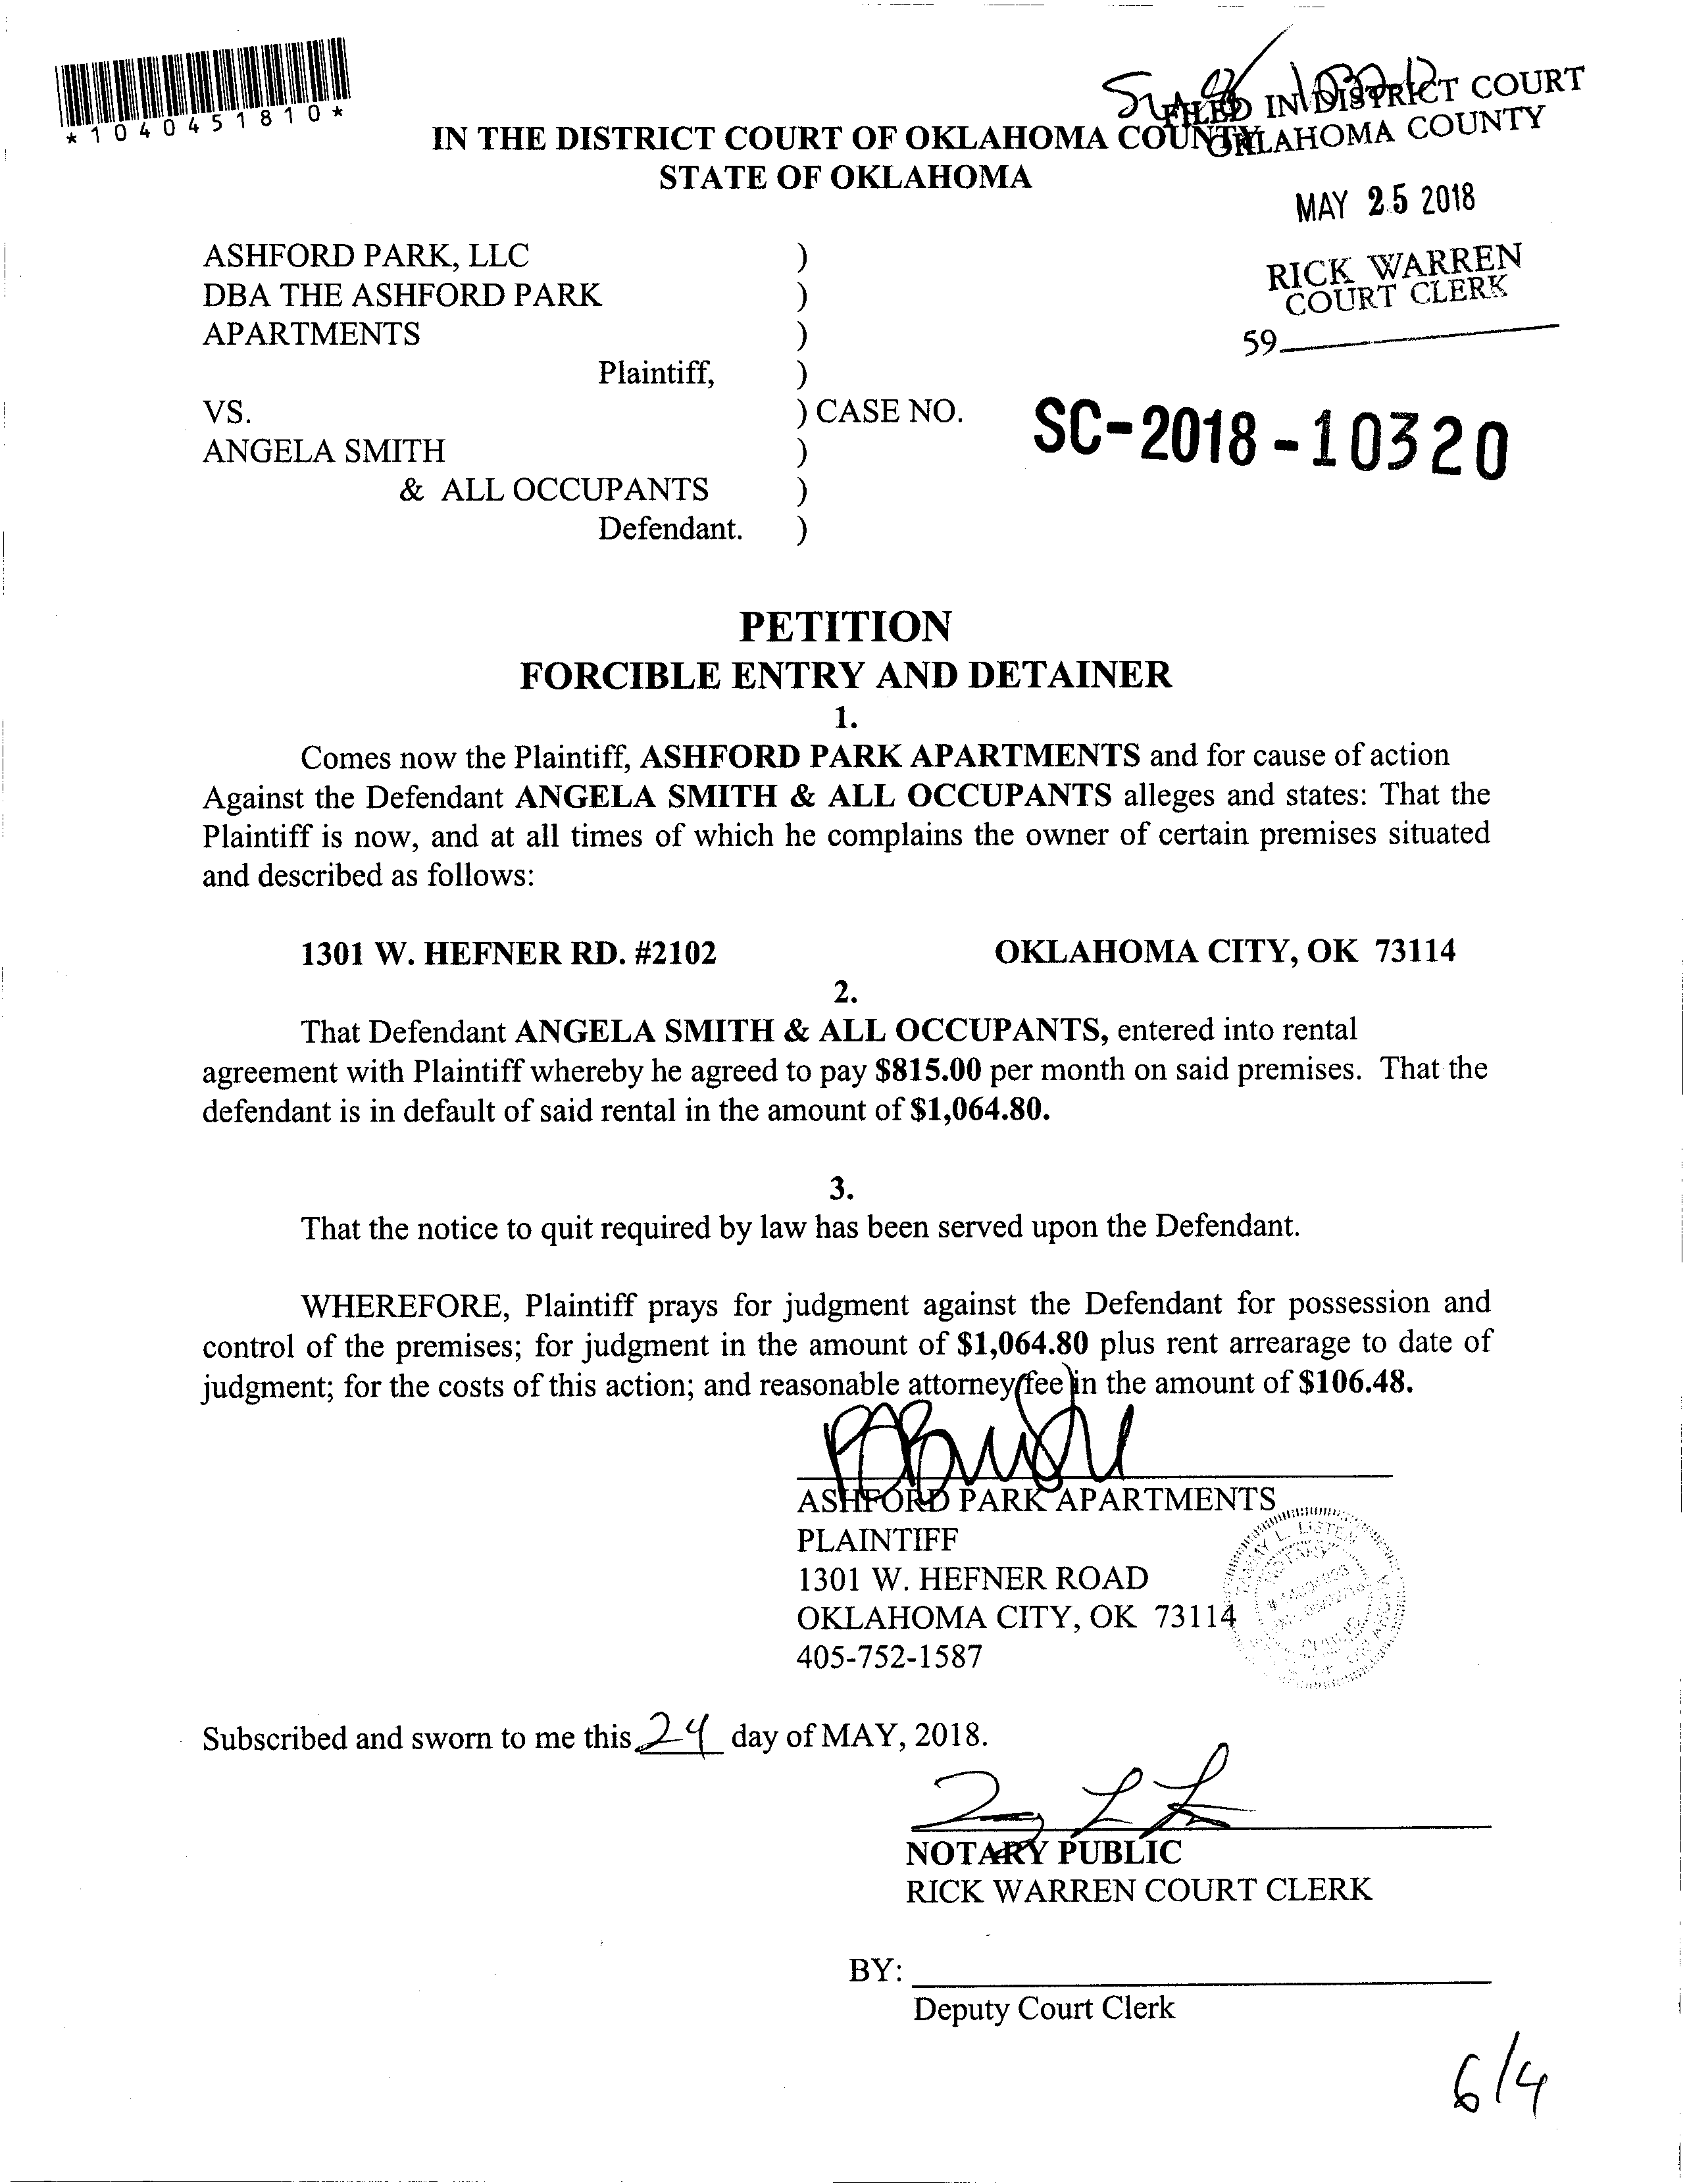 *1040451810*
FILED IN DISTRICT COURT
OKLAHOMA COUNTY
IN THE DISTRICT COURT OF OKLAHOMA COUNTY
STATE OF OKLAHOMA
MAY 25 2018
RICK WARREN
COURT CLERK
59
ASHFORD PARK, LLC )
DBA THE ASHFORD PARK )
APARTMENTS )
Plaintiff, )
VS. ) CASE NO. SC-2018-10320
ANGELA SMITH )
& ALL OCCUPANTS )
Defendant. )
PETITION
FORCIBLE ENTRY AND DETAINER
1.
Comes now the Plaintiff, ASHFORD PARK APARTMENTS and for cause of action
Against the Defendant ANGELA SMITH & ALL OCCUPANTS alleges and states: That the
Plaintiff is now, and at all times of which he complains the owner of certain premises situated
and described as follows:
1301 W. HEFNER RD. #2102 OKLAHOMA CITY, OK 73114
2.
That Defendant ANGELA SMITH & ALL OCCUPANTS, entered into rental
agreement with Plaintiff whereby he agreed to pay $815.00 per month on said premises. That the
defendant is in default of said rental in the amount of $1,064.80.
3.
That the notice to quit required by law has been served upon the Defendant.
WHEREFORE, Plaintiff prays for judgment against the Defendant for possession and
control of the premises; for judgment in the amount of $1,064.80 plus rent arrearage to date of
judgment; for the costs of this action; and reasonable attorney fee in the amount of $106.48.
ASHFORD PARK APARTMENTS
PLAINTIFF
1301 W. HEFNER ROAD
OKLAHOMA CITY, OK 73114
405-752-1587
Subscribed and sworn to me this 24 day of MAY, 2018.
NOTARY PUBLIC
RICK WARREN COURT CLERK
BY:
Deputy Court Clerk
6/4